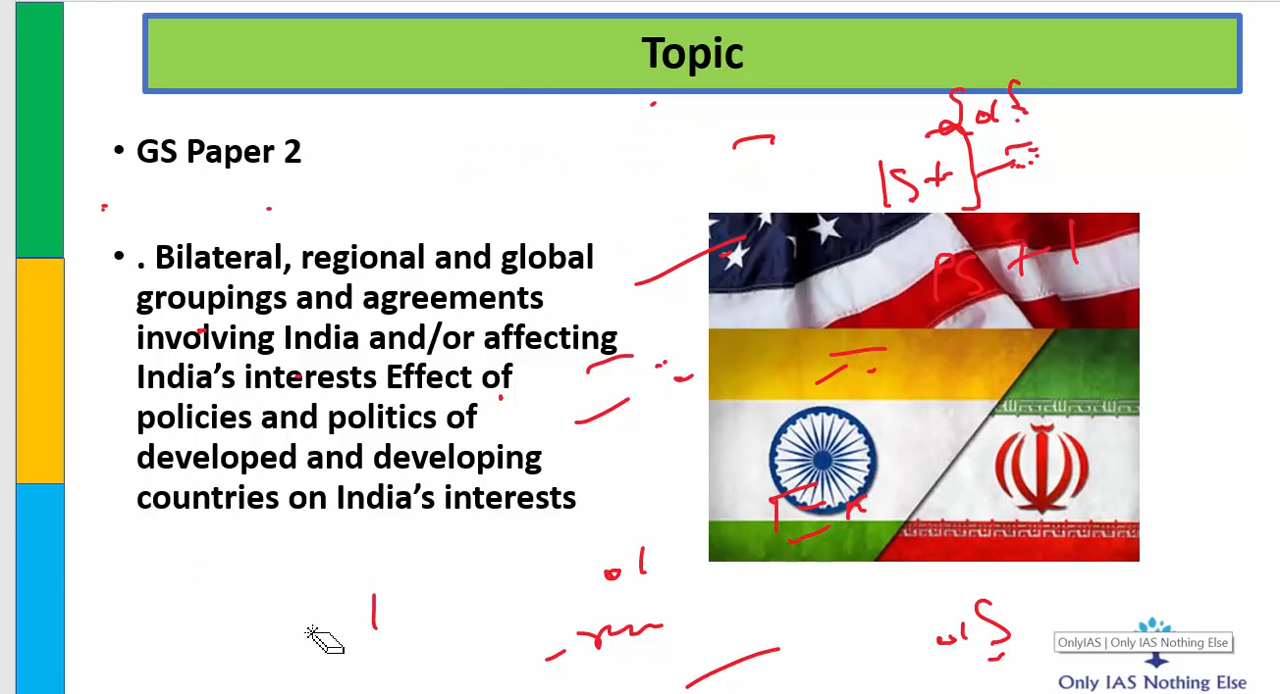 Topic
• GS Paper 2
• . Bilateral, regional and global
groupings and agreements
involving India and/or affecting
India’s interests Effect of
policies and politics of
developed and developing
countries on India’s interests
OnlyIAS | Only IAS Nothing Else
Only IAS Nothing Else